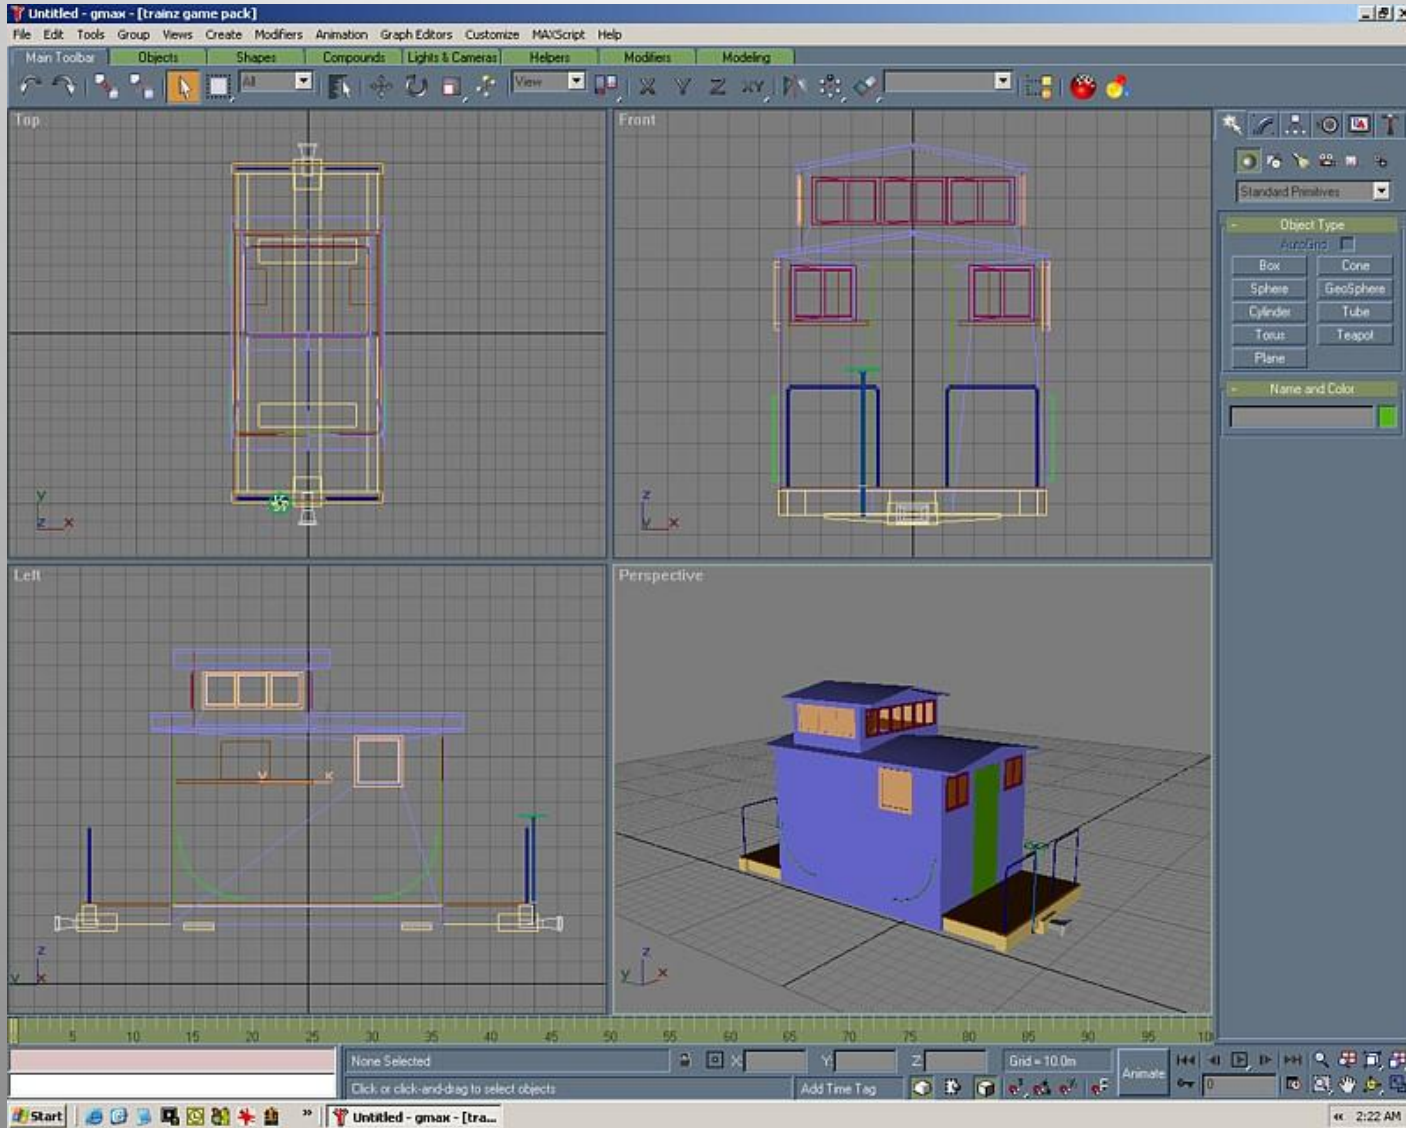 Untitled - gmax - [trainz game pack]
File Edit Tools Group Views Create Modifiers Animation Graph Editors Customize MAXScript Help
Main Toolbar Objects Shapes Compounds Lights & Cameras Helpers Modifiers Modeling
All View X Y Z XY
Top
Front
Standard Primitives
- Object Type
AutoGrid
Box Cone
Sphere GeoSphere
Cylinder Tube
Torus Teapot
Plane
- Name and Color
y
z x
z
y x
Left
Perspective
y x
z
y x
z
y x
5 10 15 20 25 30 35 40 45 50 55 60 65 70 75 80 85 90 95 100
None Selected X: Y: Z: Grid = 10.0m
Animate
Click or click-and-drag to select objects Add Time Tag 0
Start » Untitled - gmax - [tra... « 2:22 AM